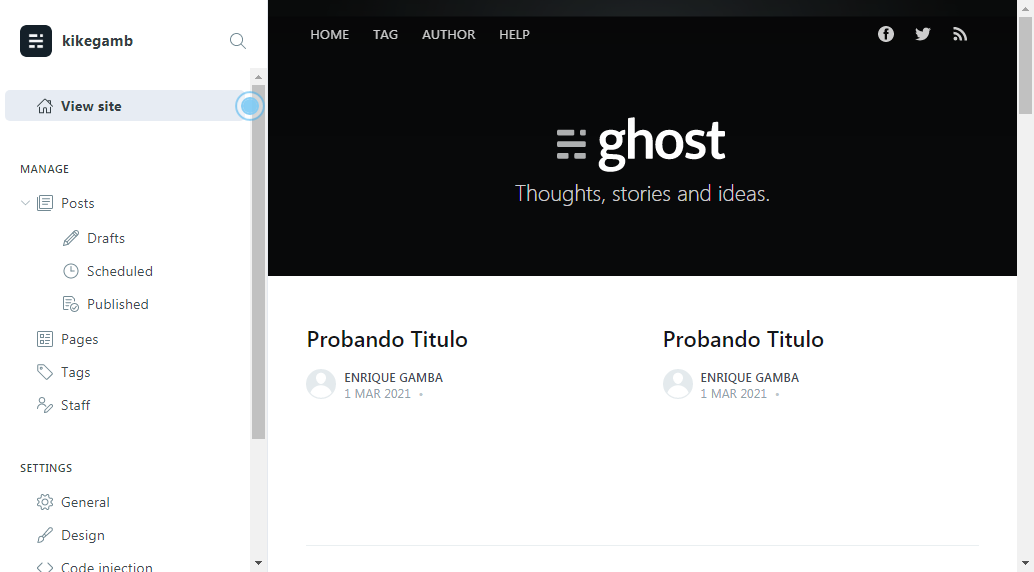 kikegamb
View site
MANAGE
Posts
Drafts
Scheduled
Published
Pages
Tags
Staff
SETTINGS
General
Design
Code injection
HOME TAG AUTHOR HELP
ghost
Thoughts, stories and ideas.
Probando Titulo
ENRIQUE GAMBA
1 MAR 2021 •
Probando Titulo
ENRIQUE GAMBA
1 MAR 2021 •